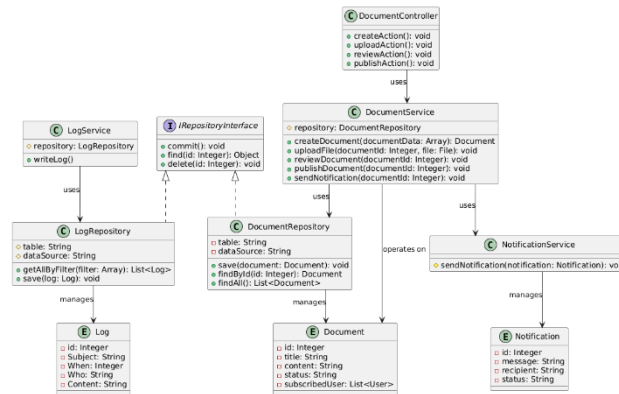 DocumentController
createAction(): void
uploadAction(): void
reviewAction(): void
publishAction(): void
uses
LogService
repository: LogRepository
writeLog()
IRepositoryInterface
commit(): void
find(id: Integer): Object
delete(id: Integer): void
DocumentService
repository: DocumentRepository
createDocument(documentData: Array): Document
uploadFile(documentId: Integer, file: File): void
reviewDocument(documentId: Integer): void
publishDocument(documentId: Integer): void
sendNotification(documentId: Integer): void
uses
uses
uses
operates on
LogRepository
table: String
dataSource: String
getAllByFilter(filter: Array): List<Log>
save(log: Log): void
DocumentRepository
table: String
dataSource: String
save(document: Document): void
findById(id: Integer): Document
findAll(): List<Document>
NotificationService
sendNotification(notification: Notification): vo
manages
manages
manages
Log
id: Integer
Subject: String
When: Integer
Who: String
Content: String
Document
id: Integer
title: String
content: String
status: String
subscribedUser: List<User>
Notification
id: Integer
message: String
recipient: String
status: String